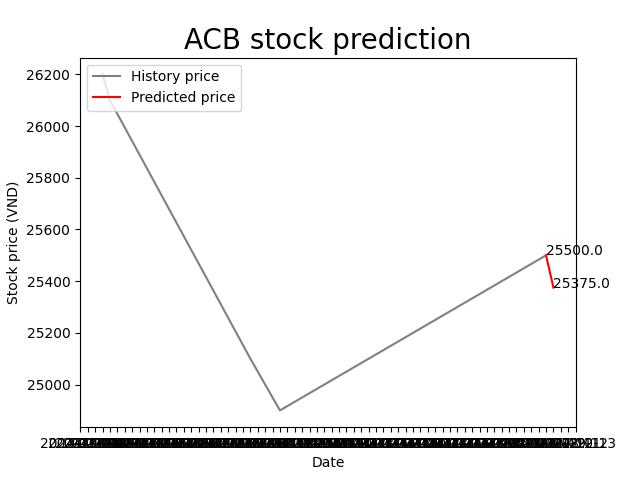 ACB stock prediction
History price
Predicted price
26200
26000
25800
25600
25400
25200
25000
Stock price (VND)
25500.0
25375.0
Date